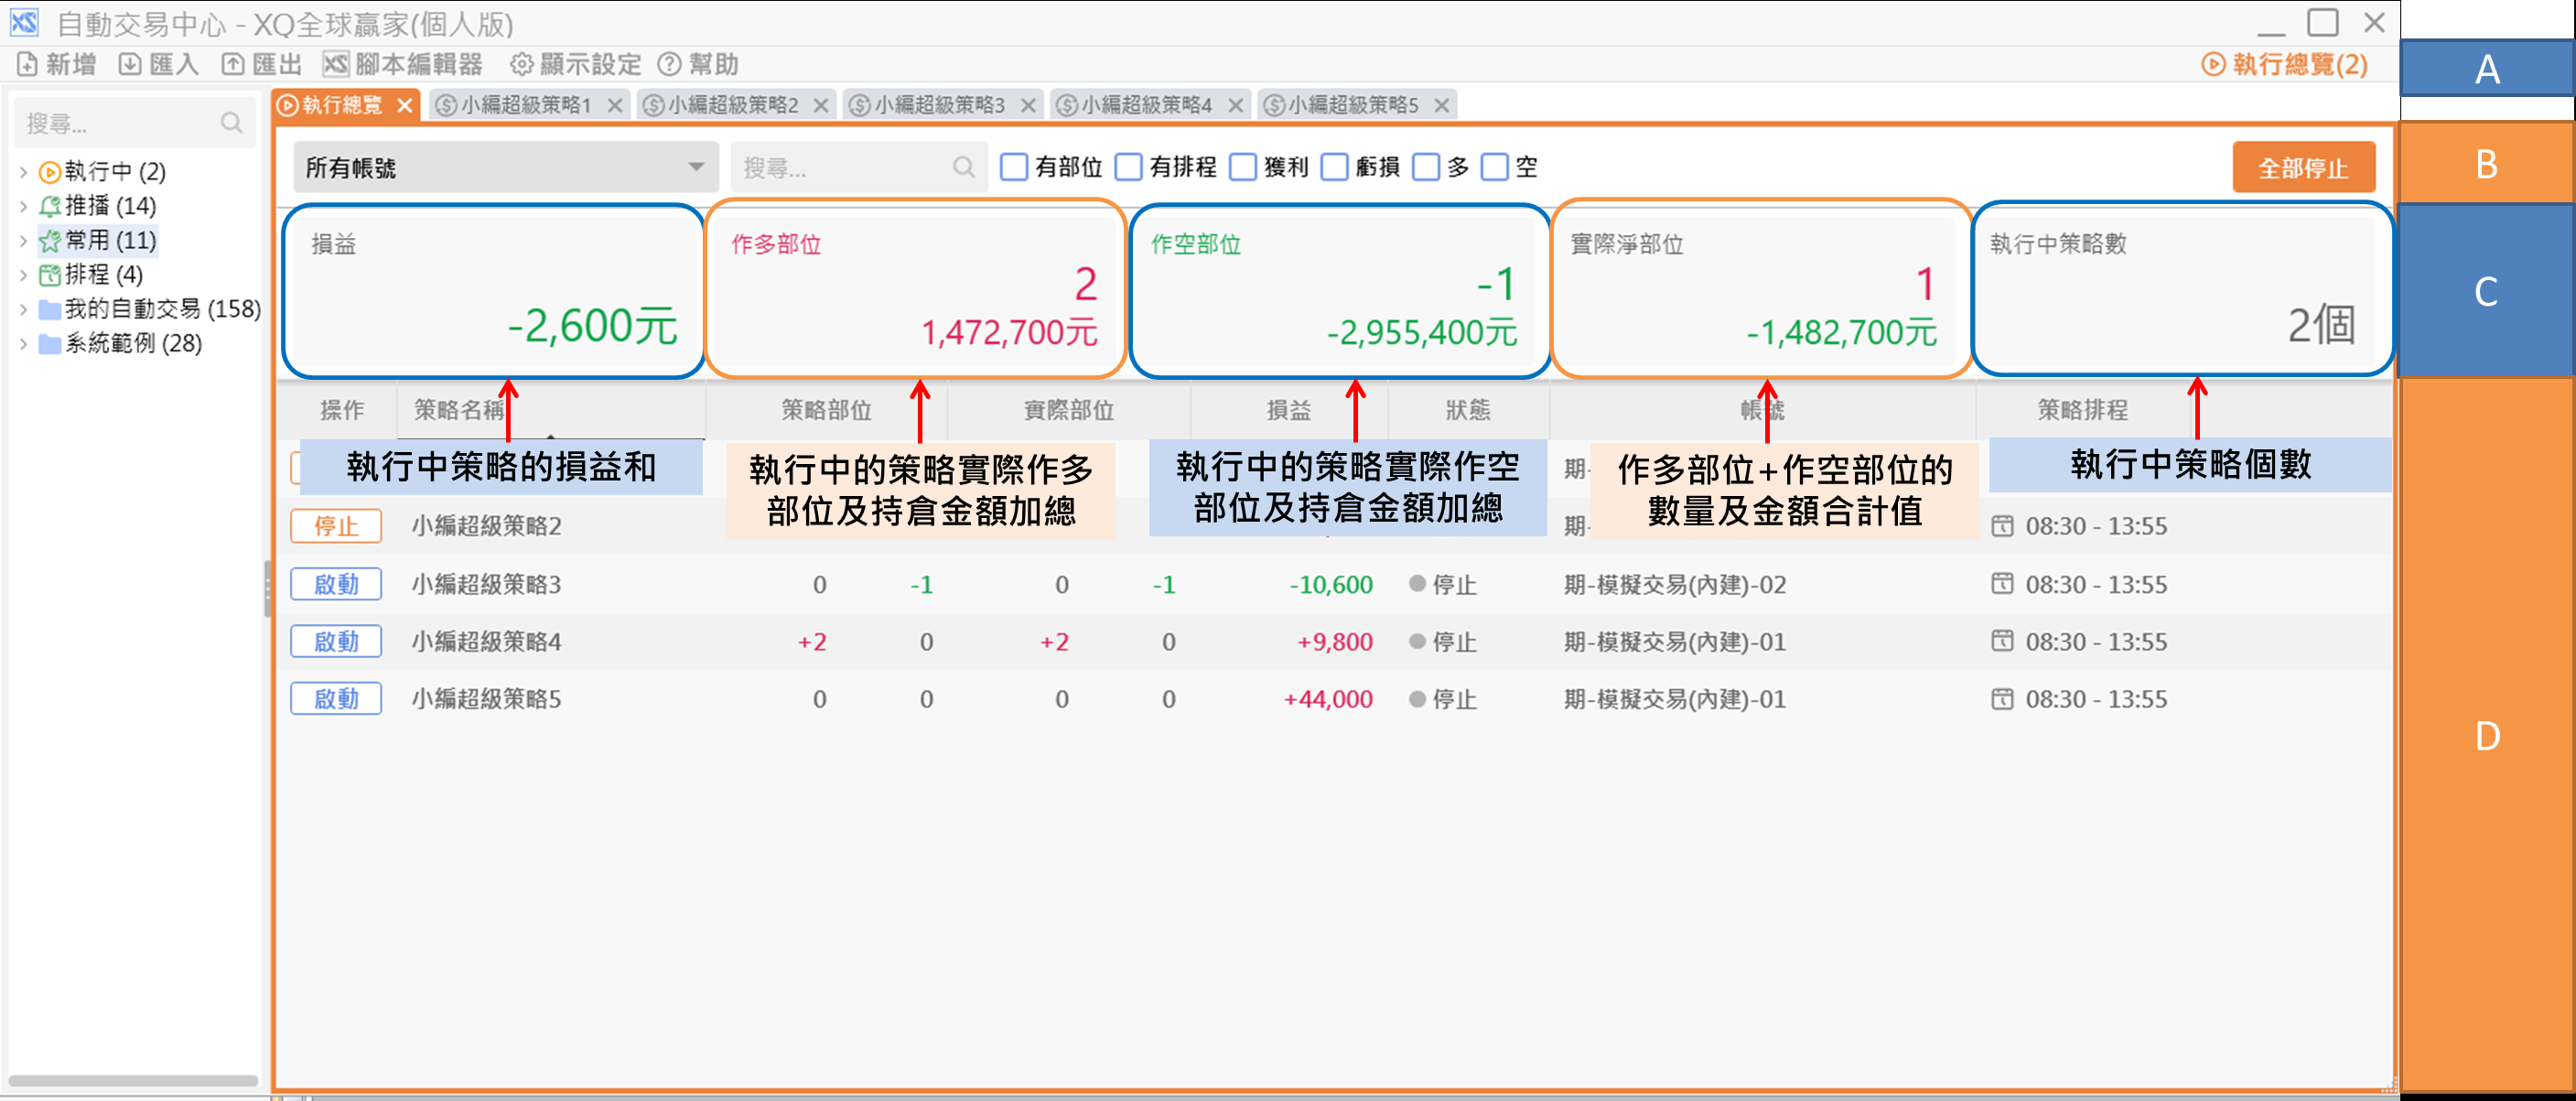 自動交易中心 - XQ全球贏家(個人版)
新增 匯入 匯出 XS 腳本編輯器 顯示設定 幫助 執行總覽(2)
A
執行總覽 小編超級策略1 小編超級策略2 小編超級策略3 小編超級策略4 小編超級策略5
搜尋...
執行中 (2)
推播 (14)
常用 (11)
排程 (4)
我的自動交易 (158)
系統範例 (28)
所有帳號 搜尋... 有部位 有排程 獲利 虧損 多 空 全部停止
B
損益
-2,600元
作多部位
2
1,472,700元
作空部位
-1
-2,955,400元
實際淨部位
1
-1,482,700元
執行中策略數
2個
C
操作 策略名稱 策略部位 實際部位 損益 狀態 帳號 策略排程
執行中策略的損益和
執行中的策略實際作多
部位及持倉金額加總
執行中的策略實際作空
部位及持倉金額加總
期-
作多部位+作空部位的
數量及金額合計值
執行中策略個數
停止 小編超級策略2 期- 08:30 - 13:55
啟動 小編超級策略3 0 -1 0 -1 -10,600 停止 期-模擬交易(內建)-02 08:30 - 13:55
啟動 小編超級策略4 +2 0 +2 0 +9,800 停止 期-模擬交易(內建)-01 08:30 - 13:55
啟動 小編超級策略5 0 0 0 0 +44,000 停止 期-模擬交易(內建)-01 08:30 - 13:55
D